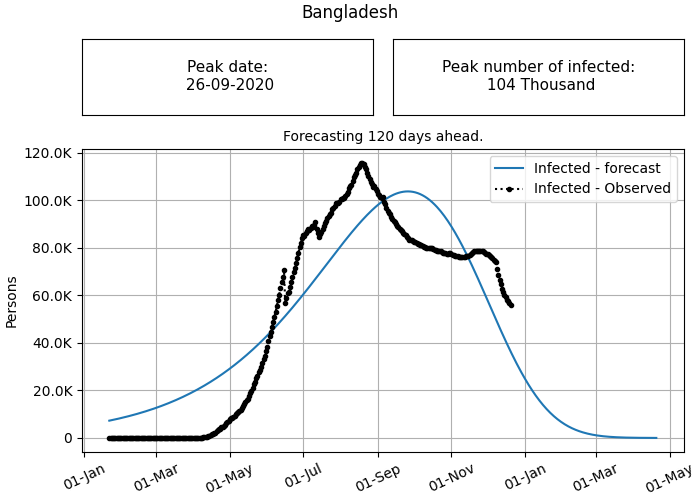 Bangladesh
Peak date:
26-09-2020
Peak number of infected:
104 Thousand
Forecasting 120 days ahead.
Infected - forecast
Infected - Observed
120.0K
100.0K
80.0K
60.0K
40.0K
20.0K
0
Persons
01-Jan
01-Mar
01-May
01-Jul
01-Sep
01-Nov
01-Jan
01-Mar
01-May